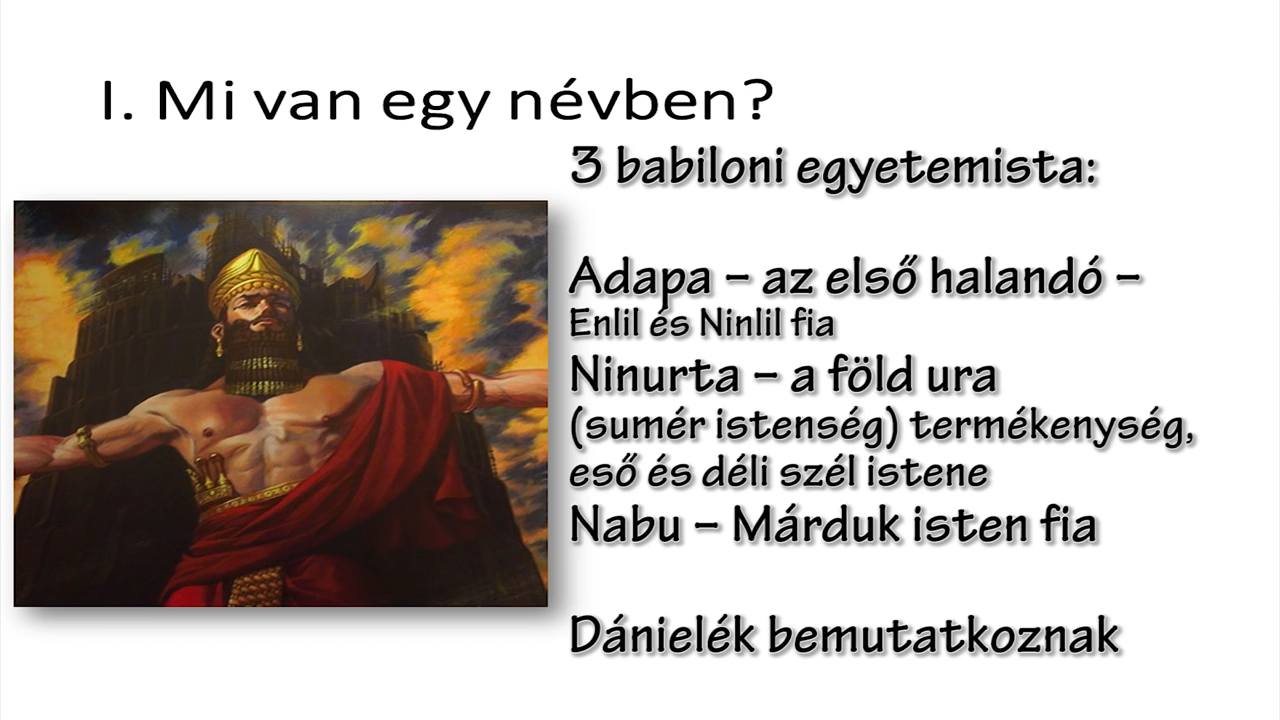 I. Mi van egy névben?
3 babiloni egyetemista:
Adapa – az első halandó –
Enlil és Ninlil fia
Ninurta – a föld ura
(sumér istenség) termékenység,
eső és déli szél istene
Nabu – Márduk isten fia
Dánielék bemutatkoznak